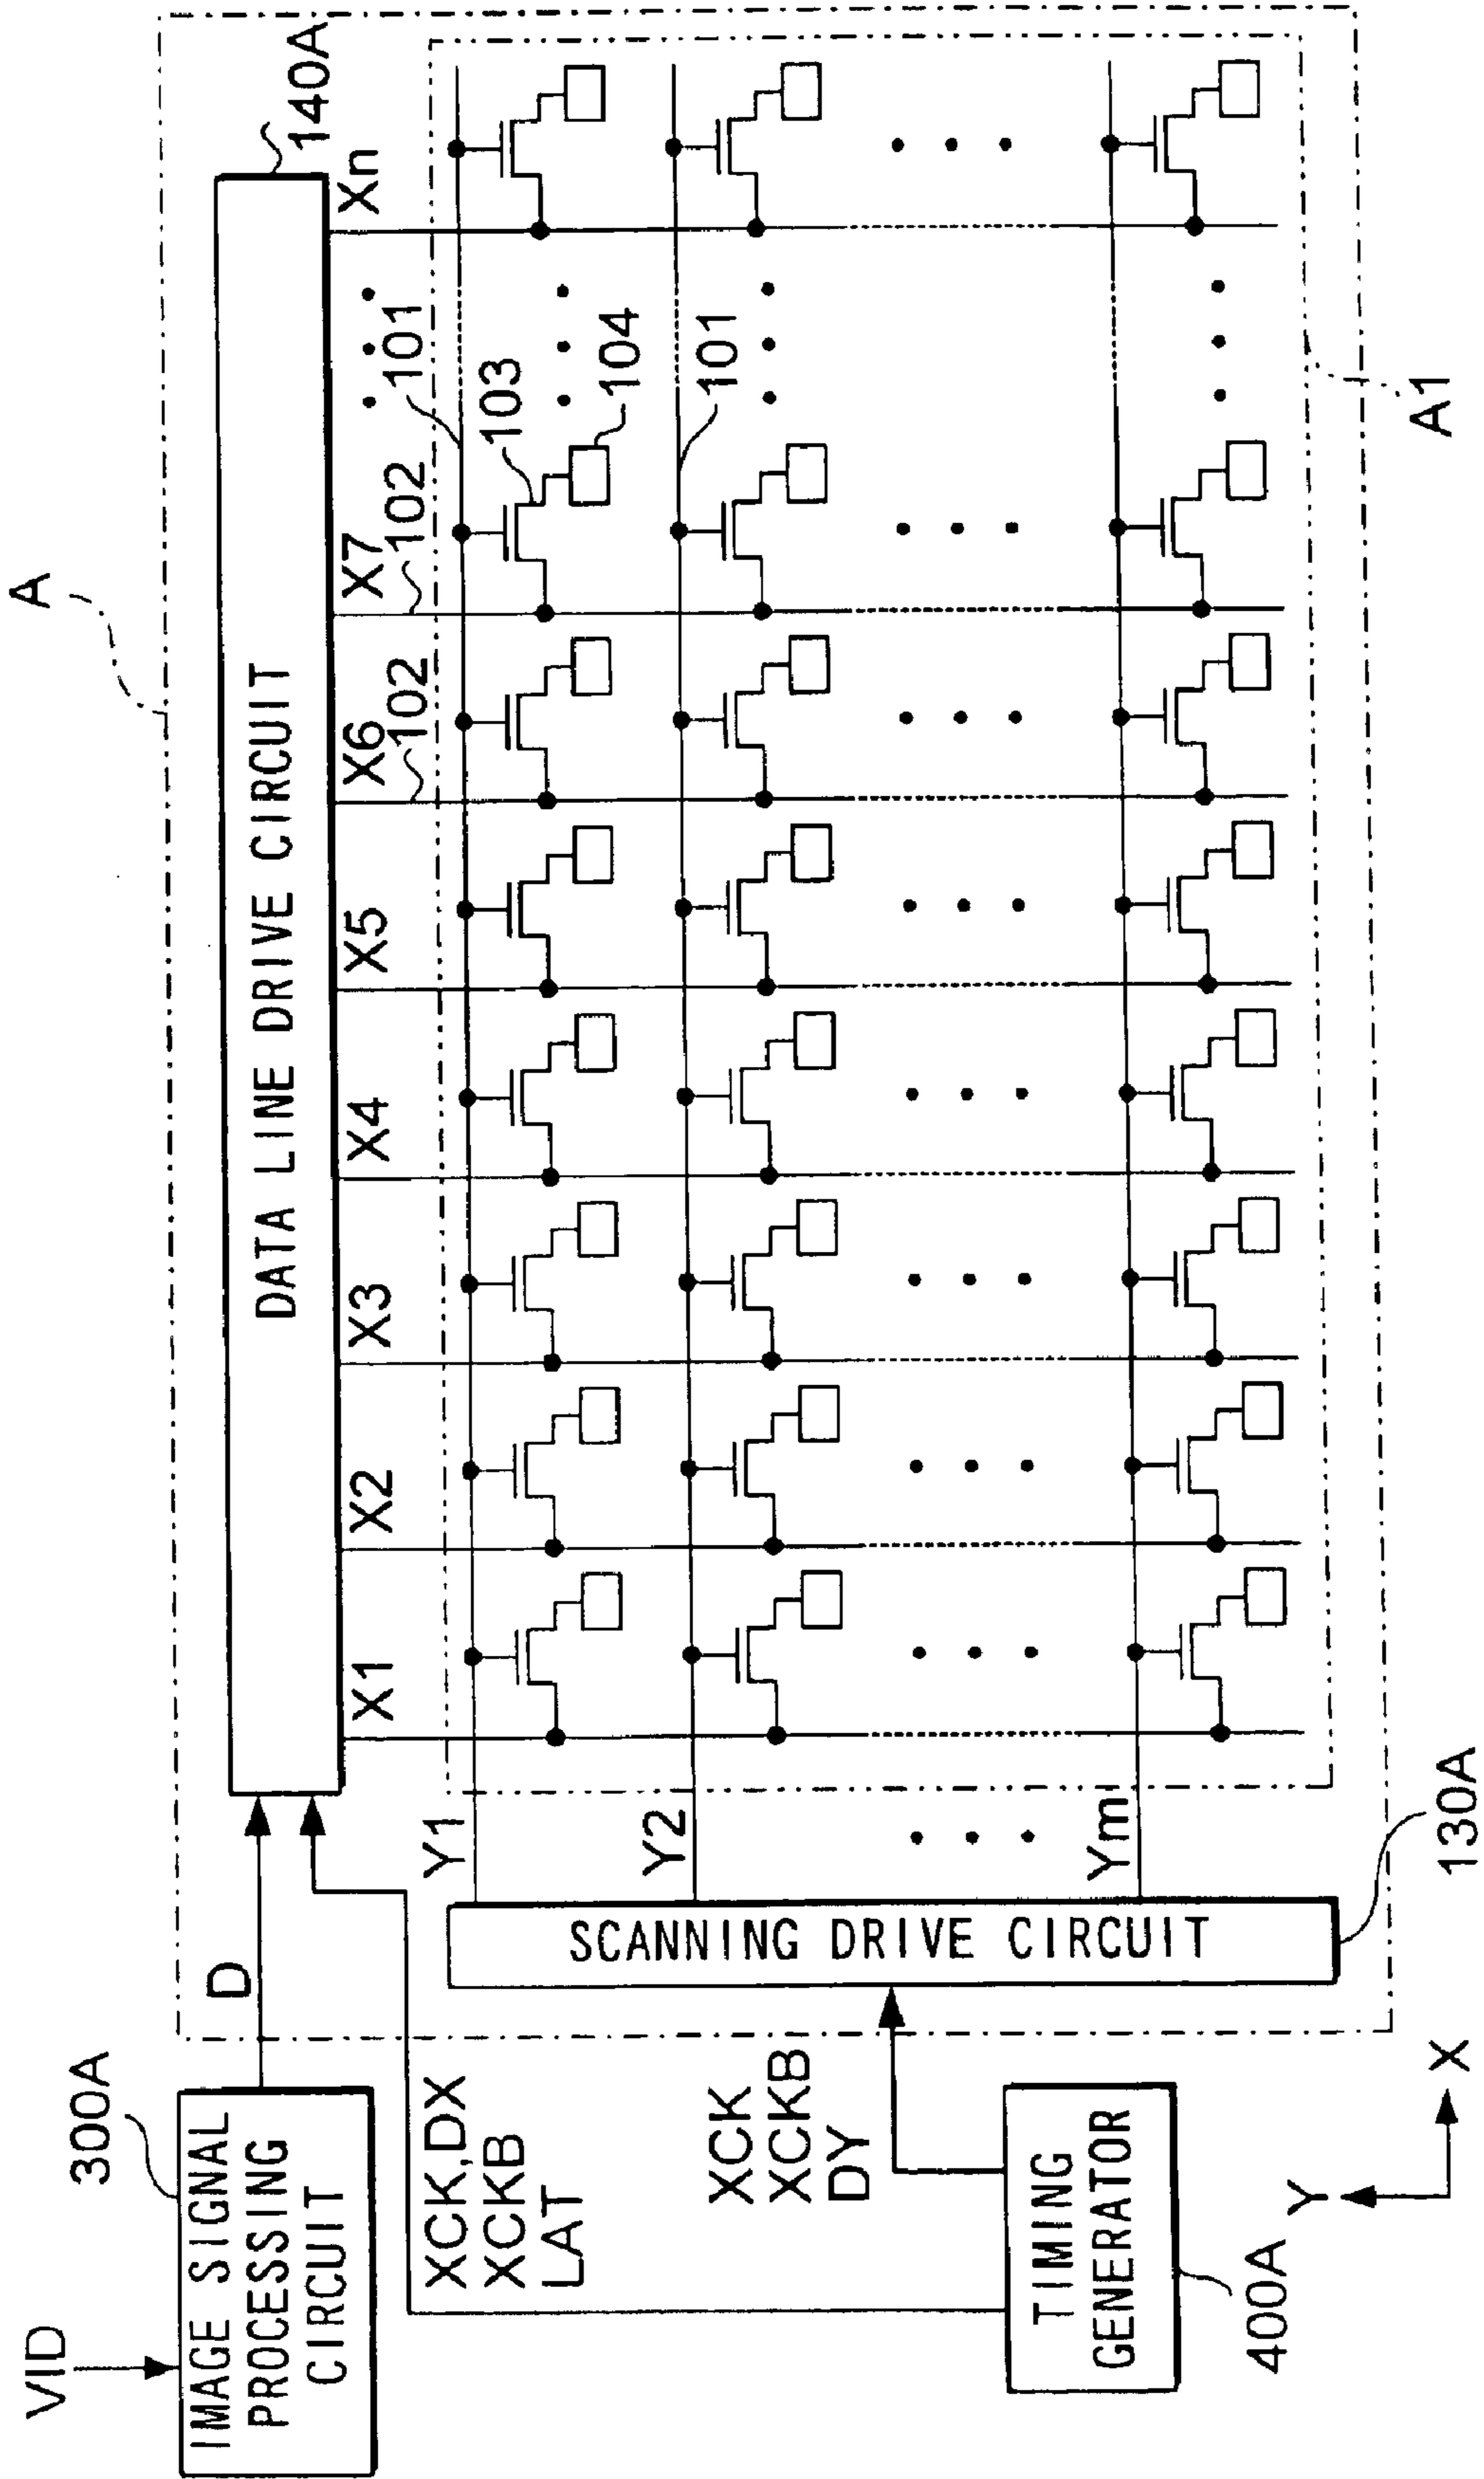 A
140A
DATA LINE DRIVE CIRCUIT
X1
X2
X3
X4
X5
X6
X7
Xn
102
102
101
103
104
101
VID
300A
IMAGE SIGNAL
PROCESSING
CIRCUIT
D
XCK,DX
XCKB
LAT
Y1
Y2
Ym
SCANNING DRIVE CIRCUIT
XCK
XCKB
DY
TIMING
GENERATOR
400A
130A
A1
Y
X